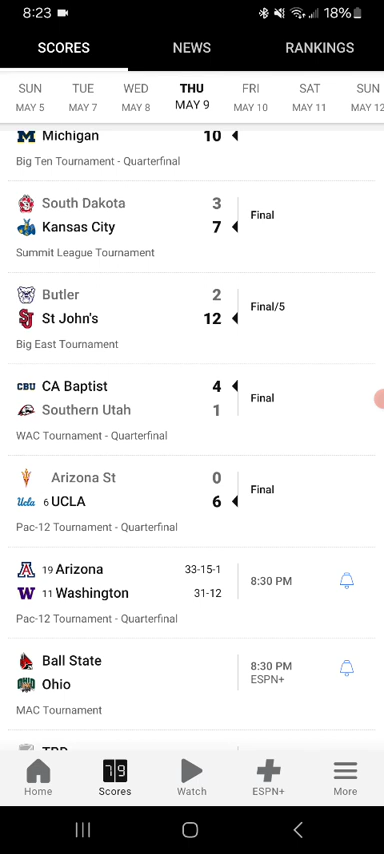 8:23 18%
SCORES NEWS RANKINGS
SUN TUE WED THU FRI SAT SUN
MAY 5 MAY 7 MAY 8 MAY 9 MAY 10 MAY 11 MAY 12
M Michigan 10
Big Ten Tournament - Quarterfinal
South Dakota 3
Final
Kansas City 7
Summit League Tournament
Butler 2
Final/5
St John's 12
Big East Tournament
CBU CA Baptist 4
Final
Southern Utah 1
WAC Tournament - Quarterfinal
Arizona St 0
Final
Ucla 6 UCLA 6
Pac-12 Tournament - Quarterfinal
A 19 Arizona 33-15-1
8:30 PM
W 11 Washington 31-12
Pac-12 Tournament - Quarterfinal
Ball State 8:30 PM
Ohio ESPN+
MAC Tournament
TBD
79
Home Scores Watch ESPN+ More